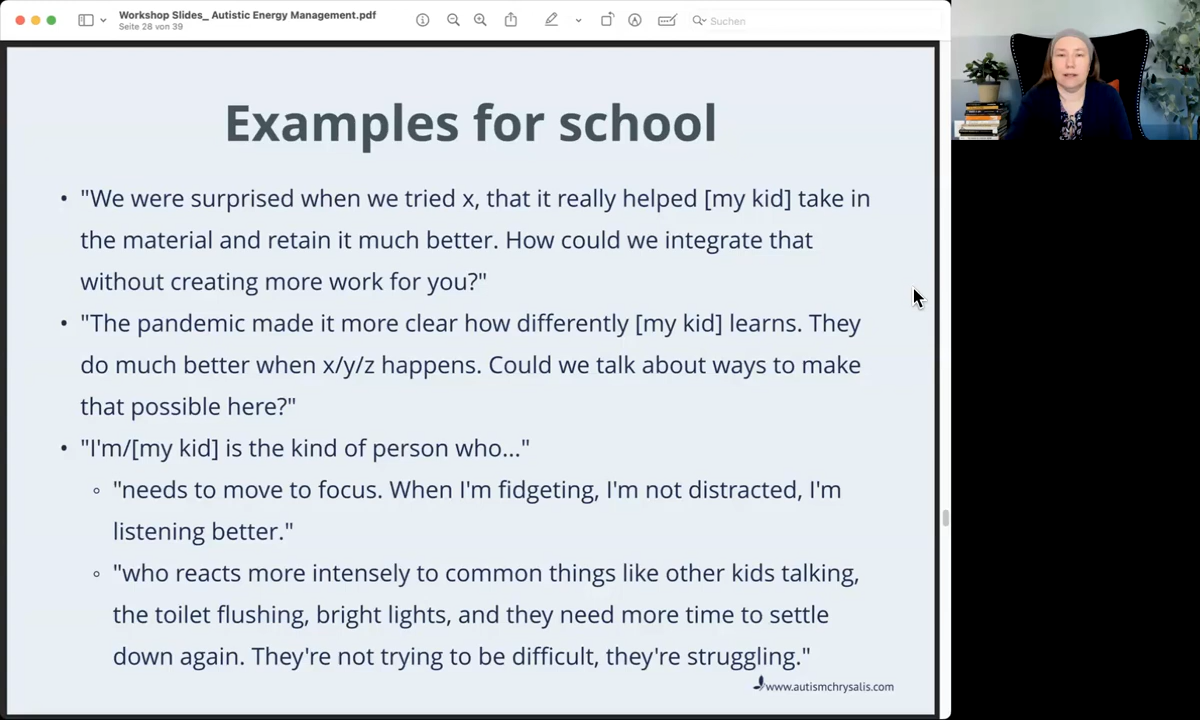 Workshop Slides_ Autistic Energy Management.pdf
Seite 28 von 39
Suchen
Examples for school
• "We were surprised when we tried x, that it really helped [my kid] take in
the material and retain it much better. How could we integrate that
without creating more work for you?"
• "The pandemic made it more clear how differently [my kid] learns. They
do much better when x/y/z happens. Could we talk about ways to make
that possible here?"
• "I'm/[my kid] is the kind of person who..."
◦ "needs to move to focus. When I'm fidgeting, I'm not distracted, I'm
listening better."
◦ "who reacts more intensely to common things like other kids talking,
the toilet flushing, bright lights, and they need more time to settle
down again. They're not trying to be difficult, they're struggling."
www.autismchrysalis.com